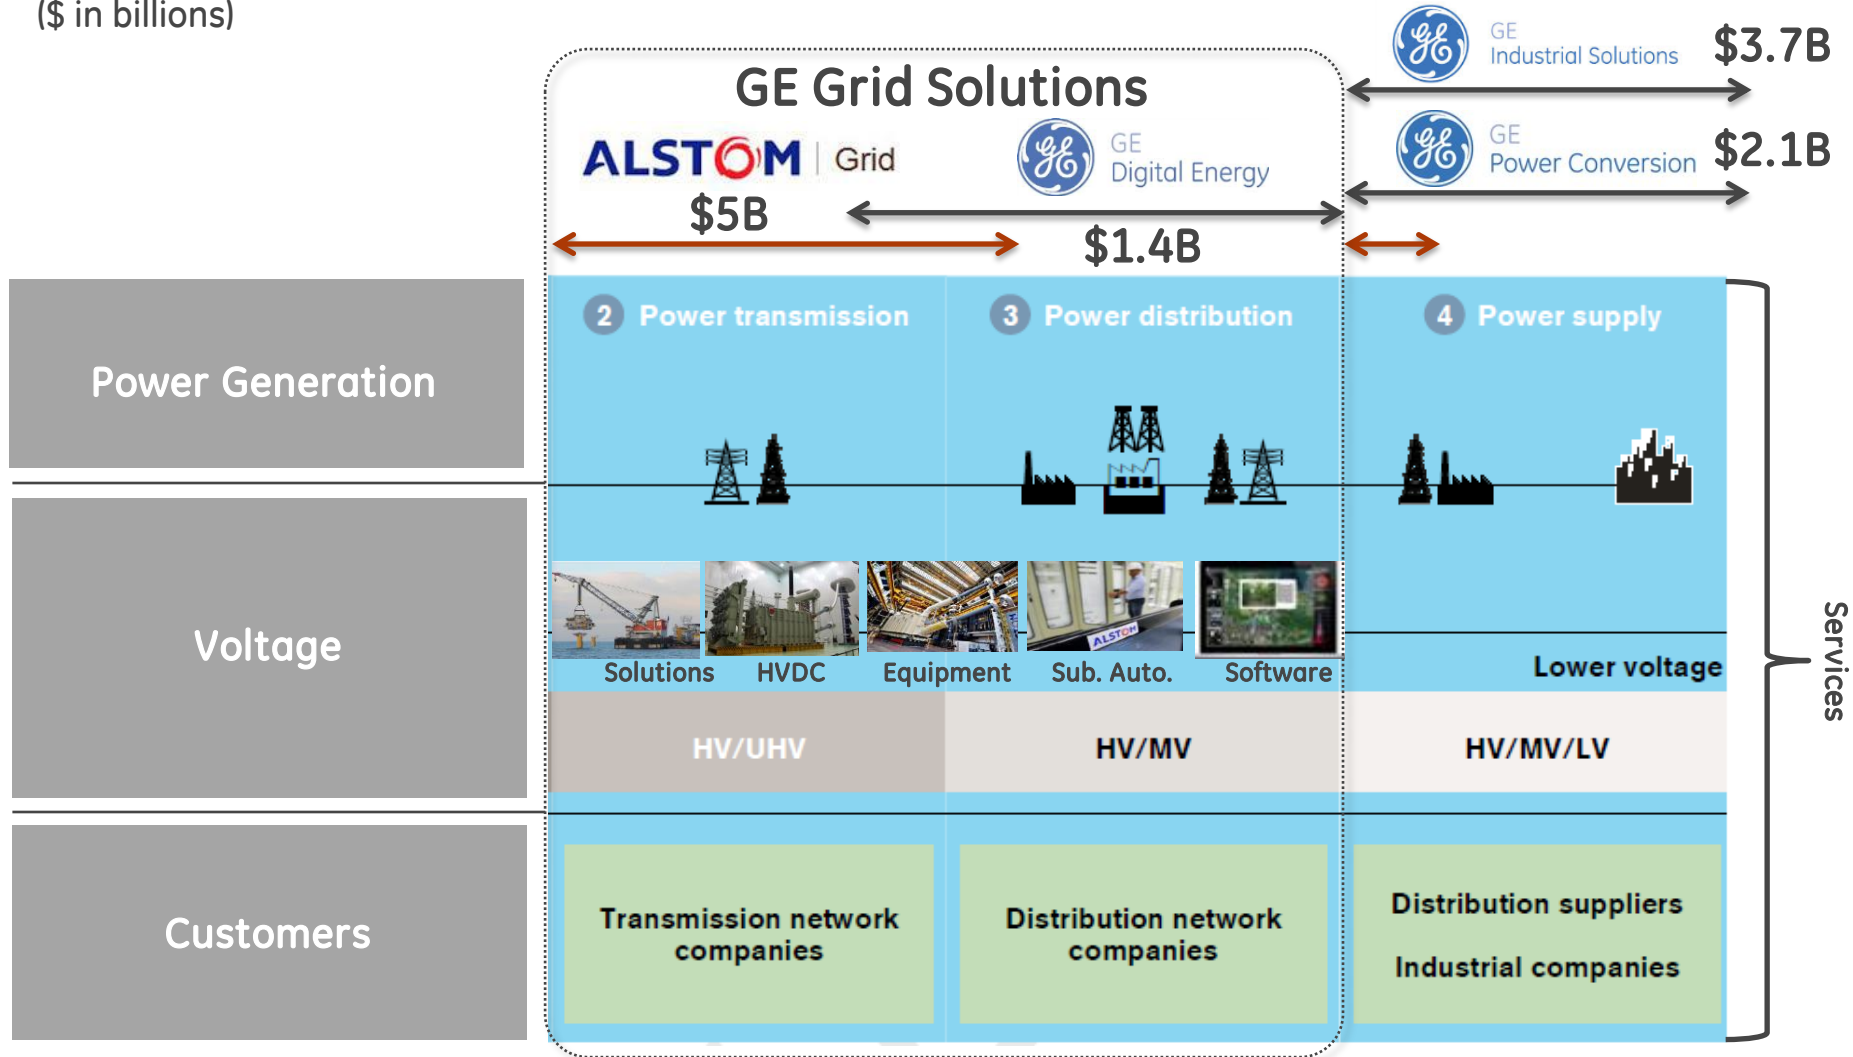 ($ in billions)
GE Grid Solutions
ALSTOM | Grid
$5B
GE
Digital Energy
$1.4B
GE
Industrial Solutions
$3.7B
GE
Power Conversion
$2.1B
Power Generation
2 Power transmission
3 Power distribution
4 Power supply
Voltage
ALSTOM
Solutions
HVDC
Equipment
Sub. Auto.
Software
Lower voltage
HV/UHV
HV/MV
HV/MV/LV
Services
Customers
Transmission network
companies
Distribution network
companies
Distribution suppliers
Industrial companies